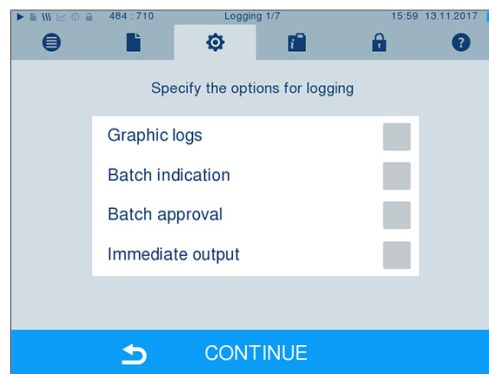 484 : 710 Logging 1/7 15:59 13.11.2017
Specify the options for logging
Graphic logs
Batch indication
Batch approval
Immediate output
CONTINUE